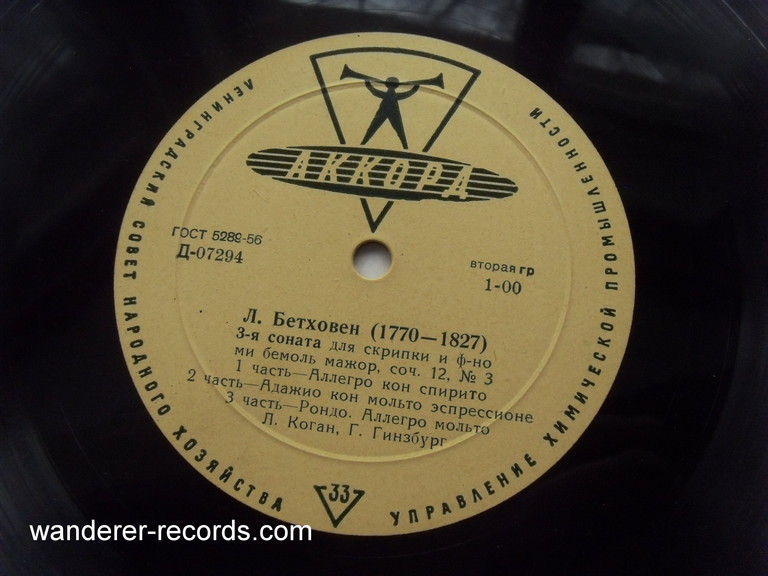 ЛЕНИНГРАДСКИЙ СОВЕТ НАРОДНОГО ХОЗЯЙСТВА
УПРАВЛЕНИЕ ХИМИЧЕСКОЙ ПРОМЫШЛЕННОСТИ
АККОРД
ГОСТ 5289-56
Д-07294
вторая гр
1-00
Л. Бетховен (1770—1827)
3-я соната для скрипки и ф-но
ми бемоль мажор, соч. 12, № 3
1 часть—Аллегро кон спирито
2 часть—Адажио кон мольто эспрессионе
3 часть—Рондо. Аллегро мольто
Л. Коган, Г. Гинзбург
33
wanderer-records.com